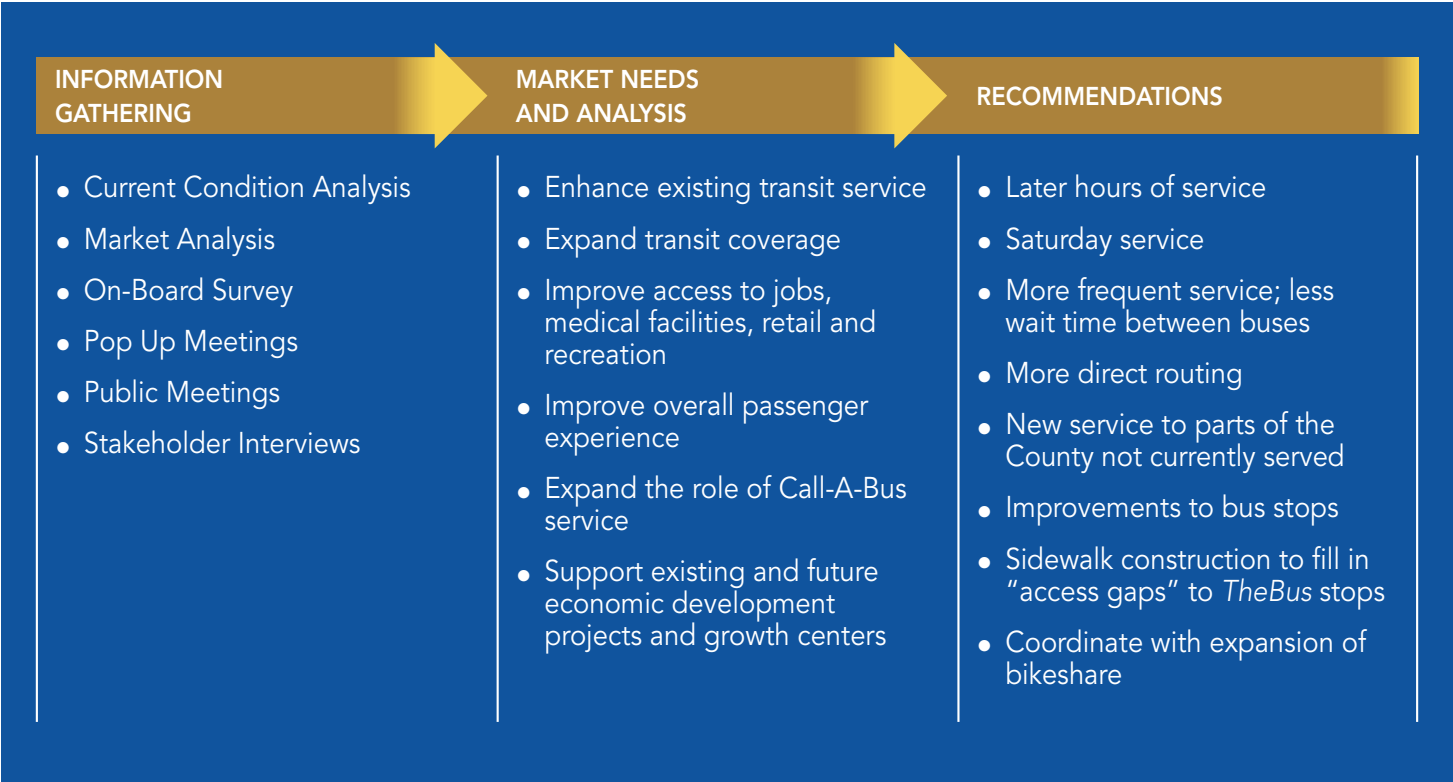 INFORMATION
GATHERING
• Current Condition Analysis
• Market Analysis
• On-Board Survey
• Pop Up Meetings
• Public Meetings
• Stakeholder Interviews
MARKET NEEDS
AND ANALYSIS
• Enhance existing transit service
• Expand transit coverage
• Improve access to jobs,
medical facilities, retail and
recreation
• Improve overall passenger
experience
• Expand the role of Call-A-Bus
service
• Support existing and future
economic development
projects and growth centers
RECOMMENDATIONS
• Later hours of service
• Saturday service
• More frequent service; less
wait time between buses
• More direct routing
• New service to parts of the
County not currently served
• Improvements to bus stops
• Sidewalk construction to fill in
“access gaps” to TheBus stops
• Coordinate with expansion of
bikeshare